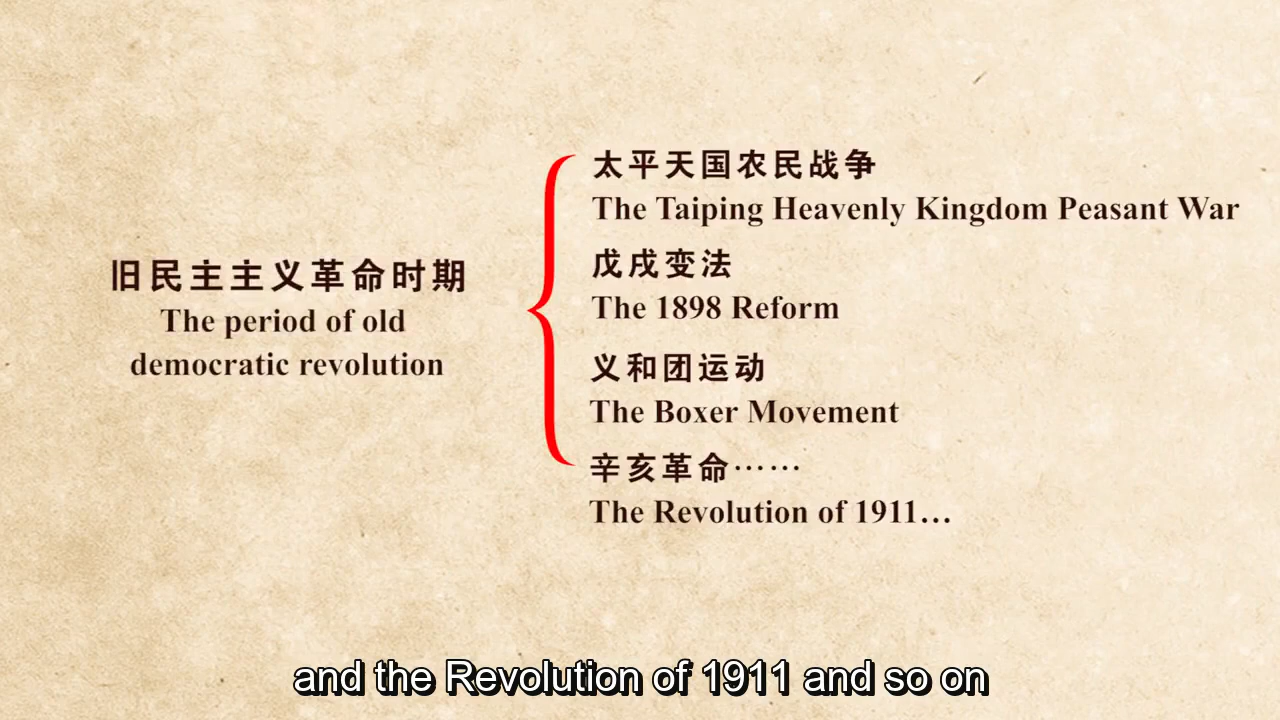 旧民主主义革命时期
The period of old
democratic revolution
太平天国农民战争
The Taiping Heavenly Kingdom Peasant War
戊戌变法
The 1898 Reform
义和团运动
The Boxer Movement
辛亥革命……
The Revolution of 1911...
and the Revolution of 1911 and so on